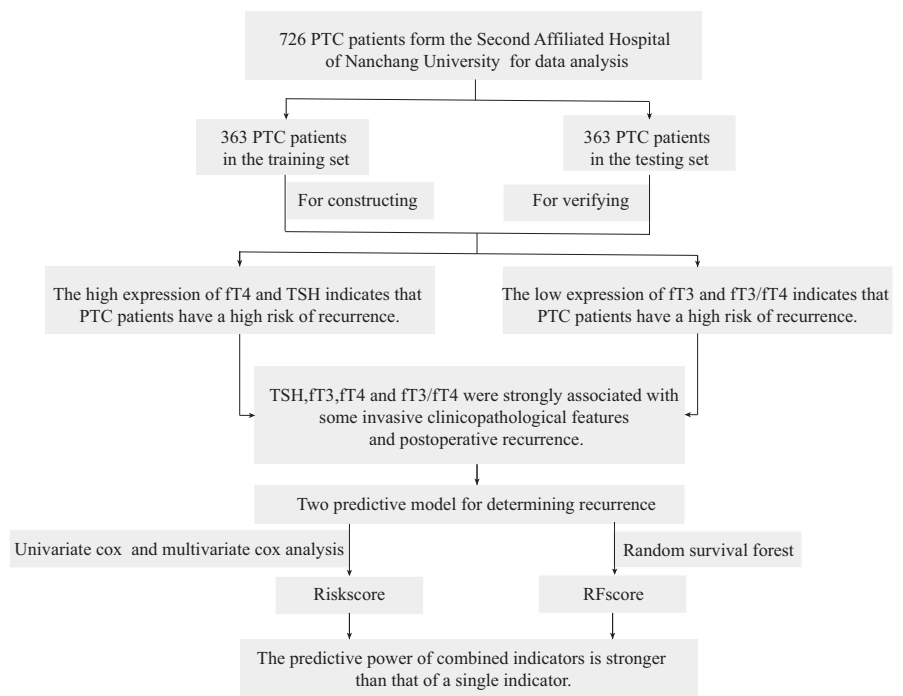 726 PTC patients form the Second Affiliated Hospital
of Nanchang University for data analysis
363 PTC patients
in the training set
363 PTC patients
in the testing set
For constructing
For verifying
The high expression of fT4 and TSH indicates that
PTC patients have a high risk of recurrence.
The low expression of fT3 and fT3/fT4 indicates that
PTC patients have a high risk of recurrence.
TSH,fT3,fT4 and fT3/fT4 were strongly associated with
some invasive clinicopathological features
and postoperative recurrence.
Two predictive model for determining recurrence
Univariate cox and multivariate cox analysis
Random survival forest
Riskscore
RFscore
The predictive power of combined indicators is stronger
than that of a single indicator.